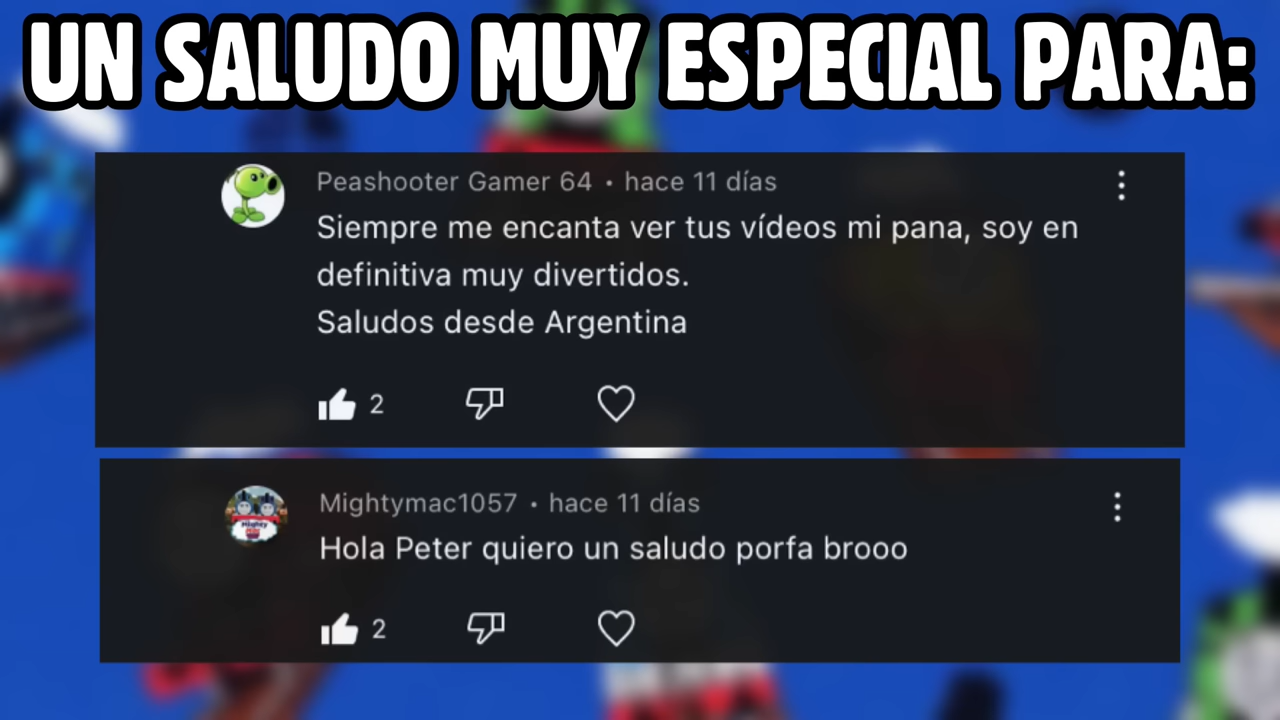 UN SALUDO MUY ESPECIAL PARA:
Peashooter Gamer 64 • hace 11 días
Siempre me encanta ver tus vídeos mi pana, soy en
definitiva muy divertidos.
Saludos desde Argentina
2
Mightymac1057 • hace 11 días
Hola Peter quiero un saludo porfa brooo
2